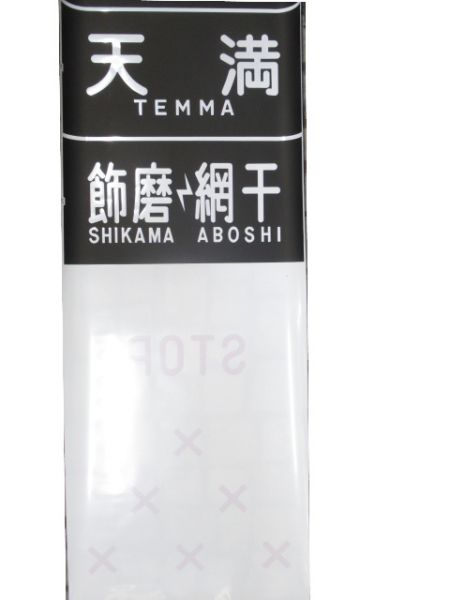 天 満
TEMMA
飾磨⚡網干
SHIKAMA ABOSHI
STOP
× 
× ×
× × ×